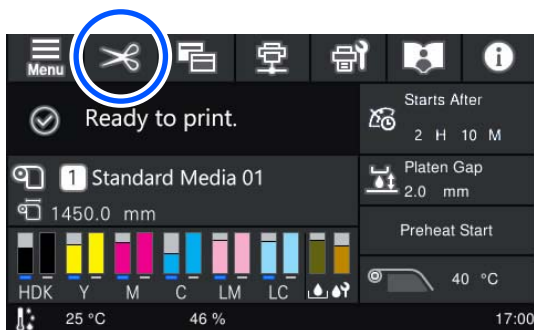 Menu
Ready to print.
Starts After
2 H 10 M
1 Standard Media 01
Platen Gap
2.0 mm
1450.0 mm
Preheat Start
HDK Y M C LM LC
40 °C
25 °C 46 % 17:00